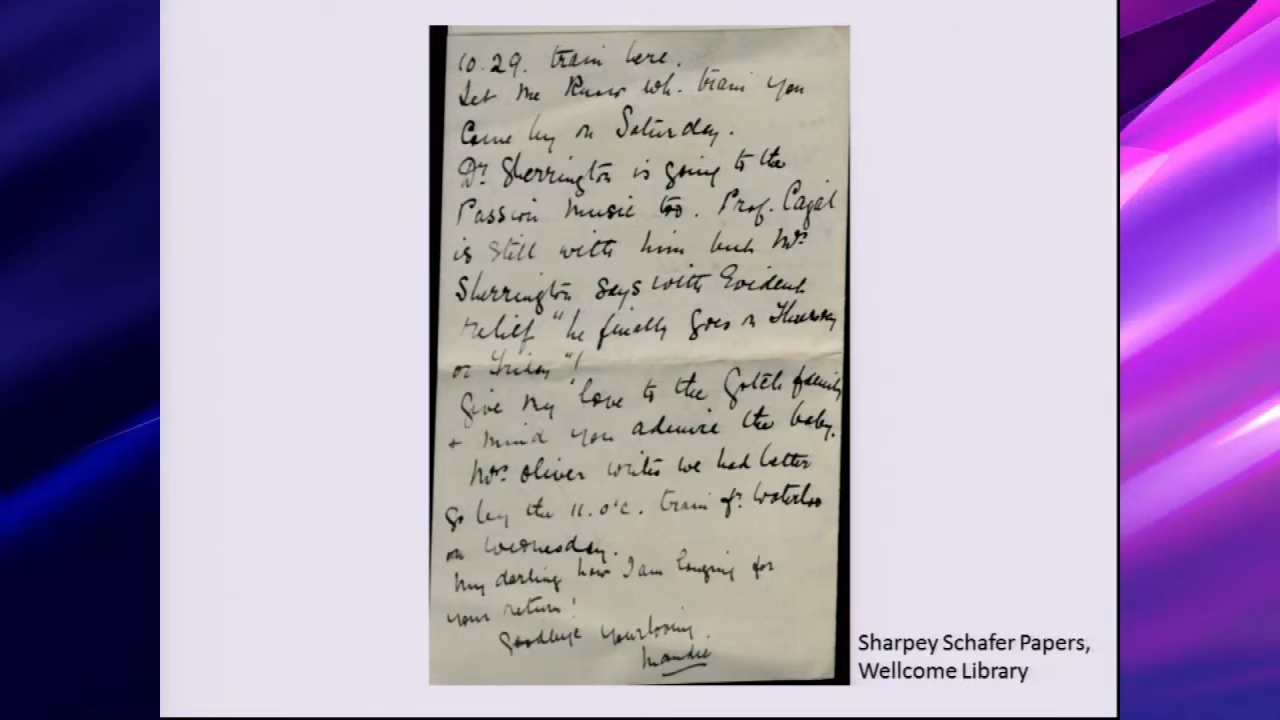 10.29. train here.
Let me Know wh. train you
Come by on Saturday.
Dr. Sherrington is going to the
Passion Music too. Prof. Cajal
is still with him but Mrs
Sherrington says with Evident
relief "he finally goes on Thursday
or Friday"!
Give my love to the Gotch family
+ mind you admire the baby.
Mrs. Oliver writes we had better
go by the 11.o'c. train fr. Waterloo
on Wednesday.
My darling how I am longing for
your return!
Goodbye your loving
Maudie
Sharpey Schafer Papers,
Wellcome Library